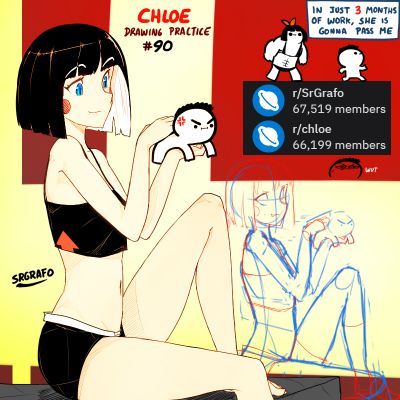 CHLOE
DRAWING PRACTICE
#90
IN JUST 3 MONTHS
OF WORK, SHE IS
GONNA PASS ME
r/SrGrafo
67,519 members
r/chloe
66,199 members
WUT
SRGRAFO